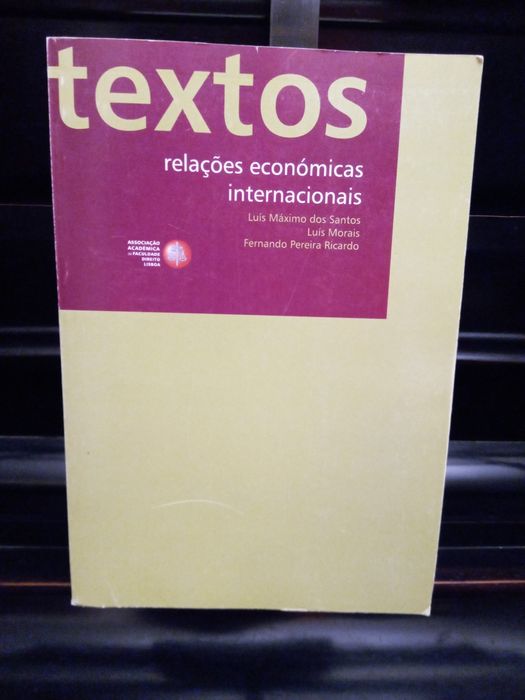 textos
relações económicas
internacionais
Luís Máximo dos Santos
Luís Morais
Fernando Pereira Ricardo
ASSOCIAÇÃO
ACADÉMICA
DA FACULDADE
DIREITO
LISBOA